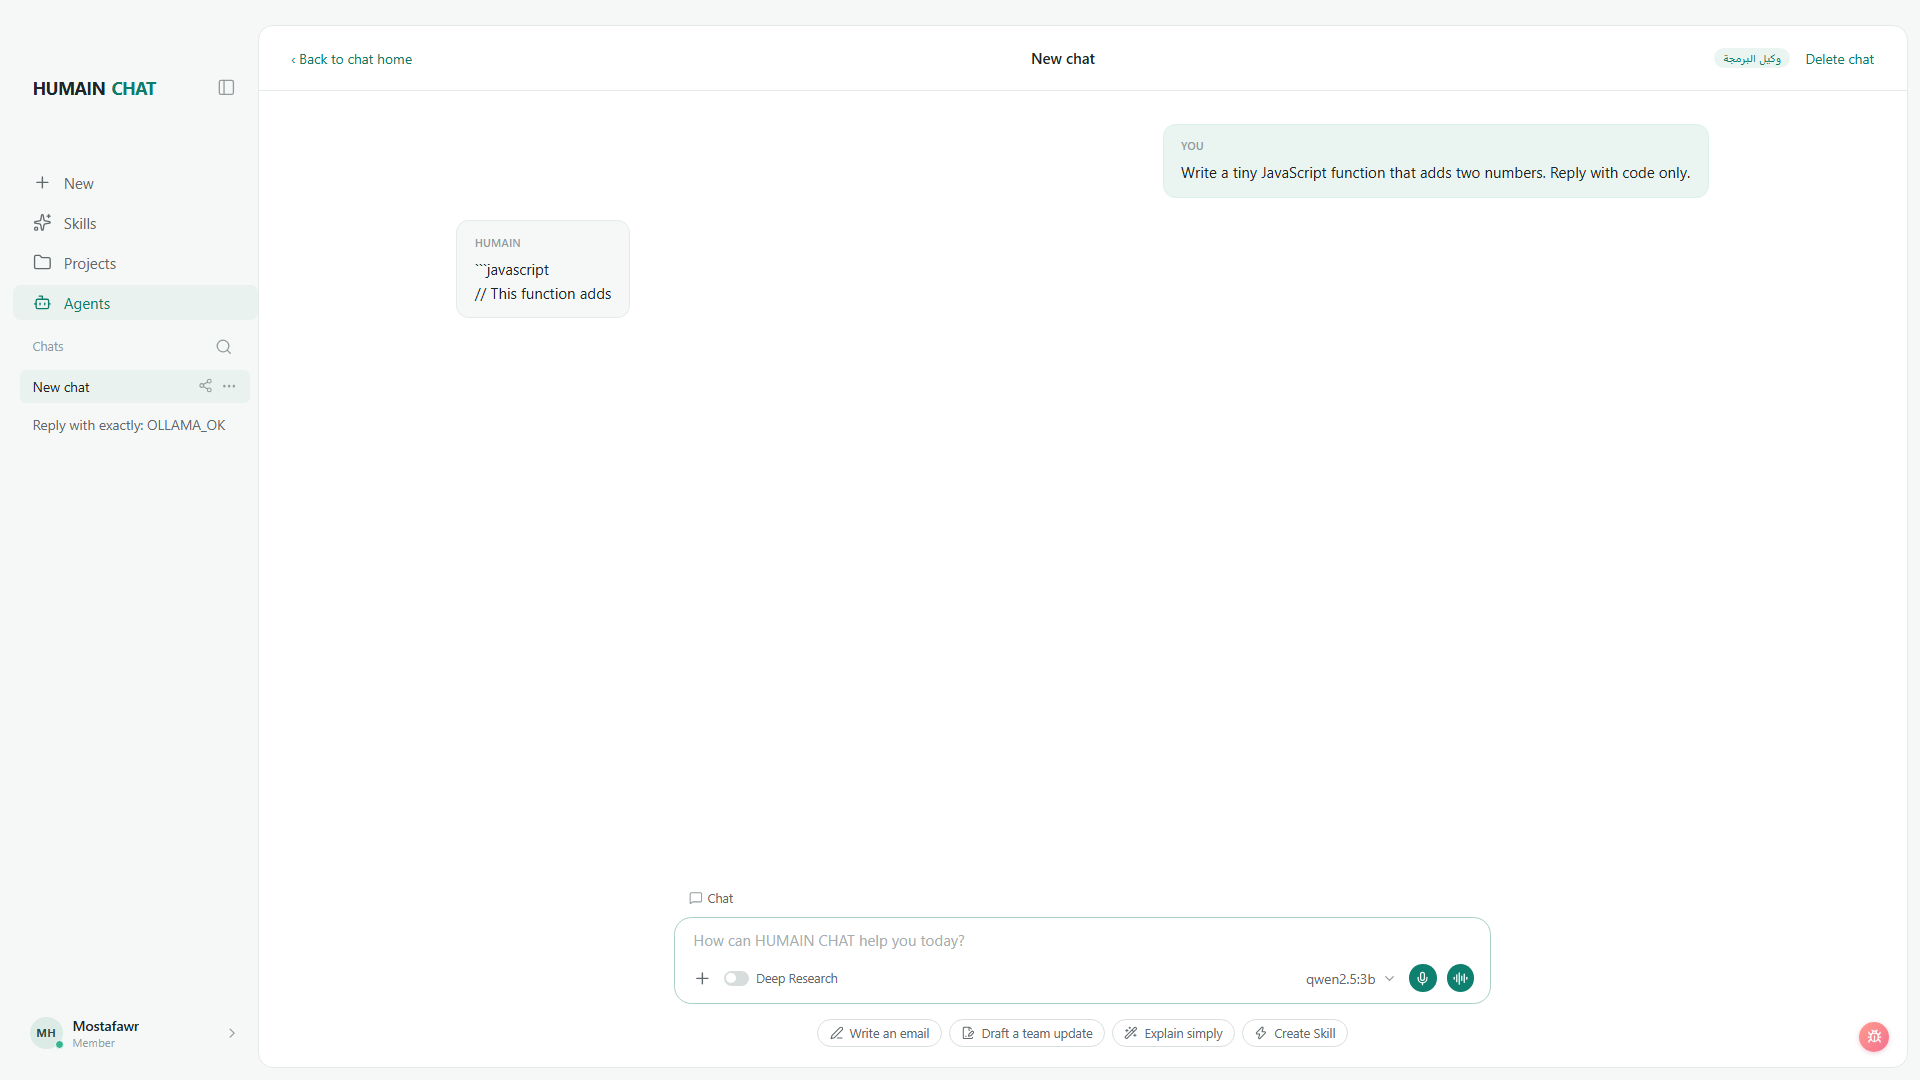 HUMAIN CHAT
New
Skills
Projects
Agents
Chats
New chat
Reply with exactly: OLLAMA_OK
MH
Mostafawr
Member
‹ Back to chat home
New chat
وكيل البرمجة
Delete chat
YOU
Write a tiny JavaScript function that adds two numbers. Reply with code only.
HUMAIN
```javascript
// This function adds
Chat
How can HUMAIN CHAT help you today?
Deep Research
qwen2.5:3b
Write an email
Draft a team update
Explain simply
Create Skill